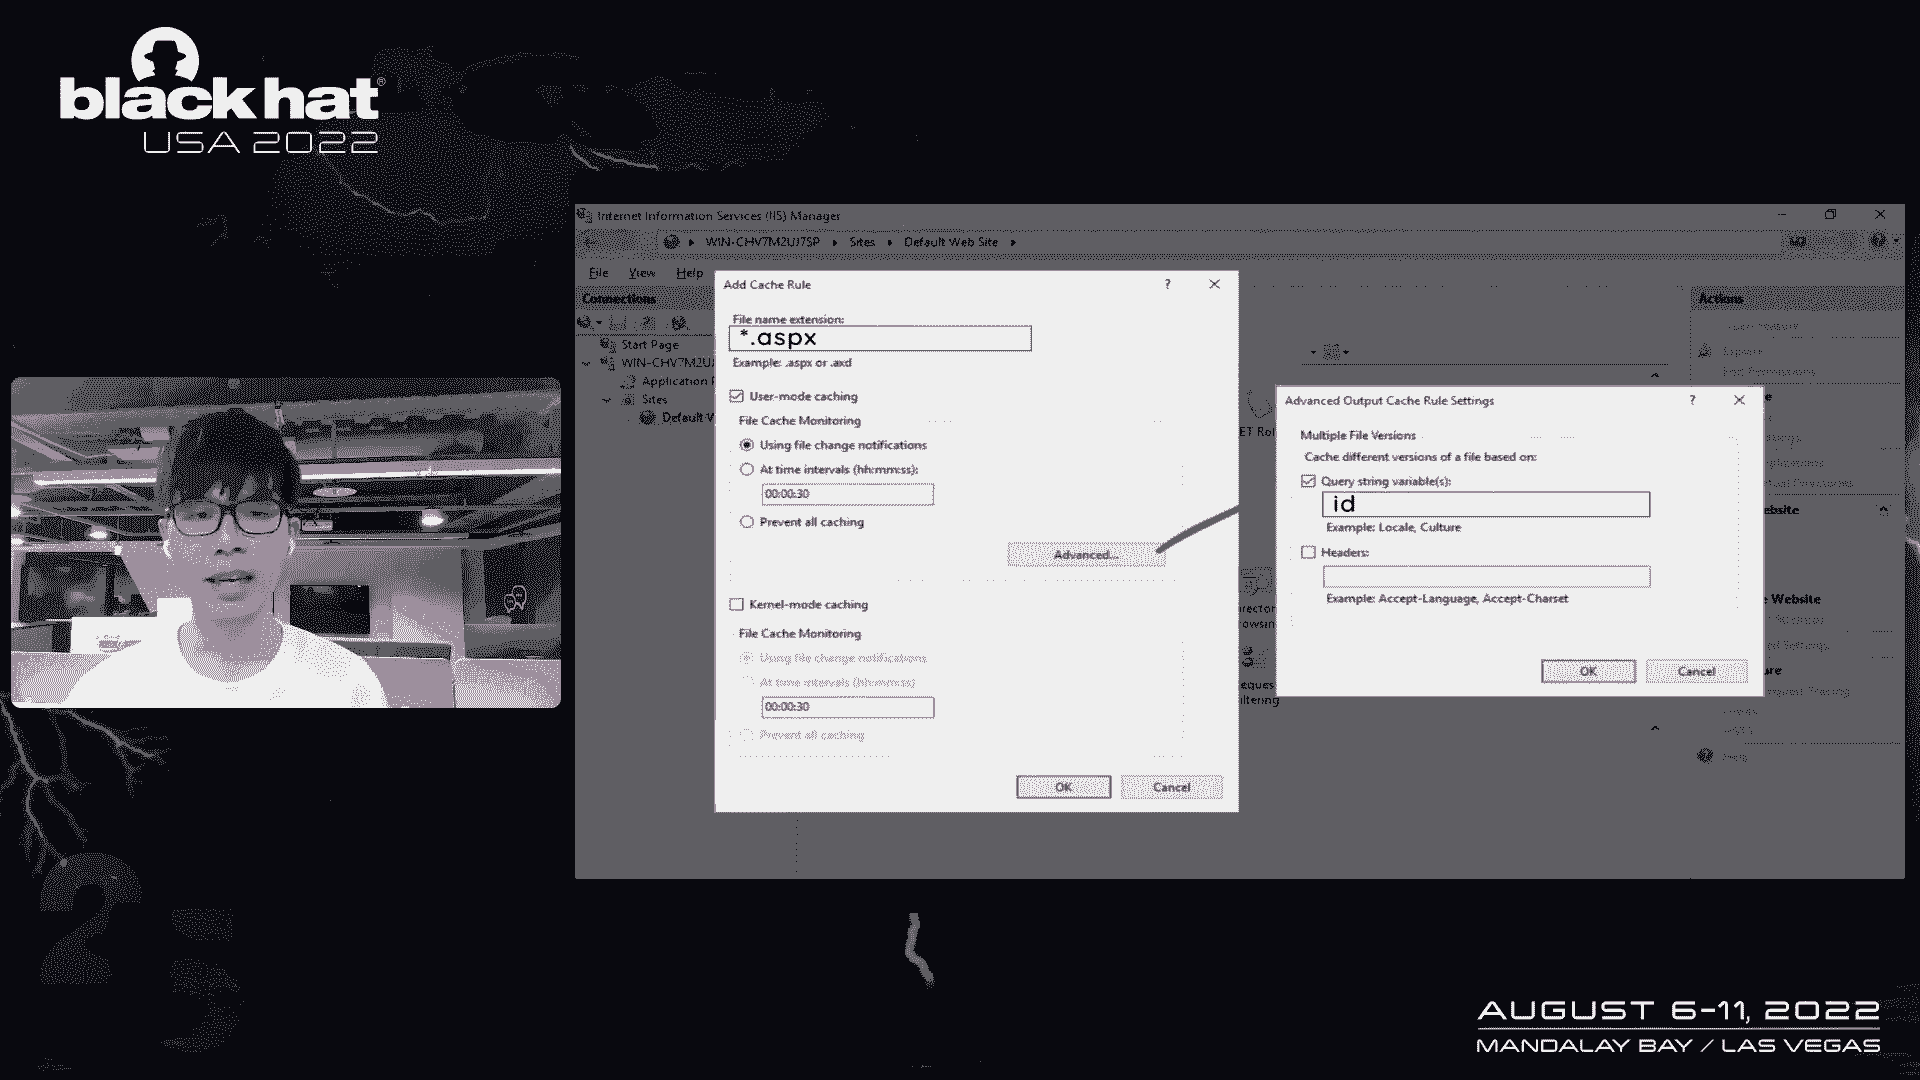 black hat®
USA 2022
Internet Information Services (IIS) Manager
WIN-CHV7M2UJ7SP
Sites
Default Web Site
File
View
Help
Connections
Start Page
WIN-CHV7M2UJ
Application
Sites
Default W
Add Cache Rule
File name extension:
*.aspx
Example: .aspx or .axd
User-mode caching
File Cache Monitoring
Using file change notifications
At time intervals (hh:mm:ss):
00:00:30
Prevent all caching
Advanced...
Kernel-mode caching
File Cache Monitoring
Using file change notifications
At time intervals (hh:mm:ss)
00:00:30
Prevent all caching
OK
Cancel
Advanced Output Cache Rule Settings
Multiple File Versions
Cache different versions of a file based on:
Query string variable(s):
id
Example: Locale, Culture
Headers:
Example: Accept-Language, Accept-Charset
OK
Cancel
Actions
Website
AUGUST 6-11, 2022
MANDALAY BAY / LAS VEGAS